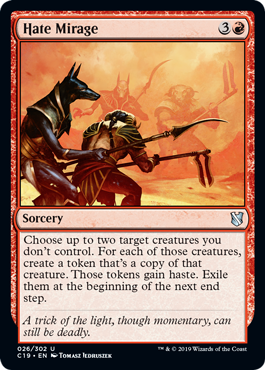 Hate Mirage 3
Sorcery
Choose up to two target creatures you
don't control. For each of those creatures,
create a token that's a copy of that
creature. Those tokens gain haste. Exile
them at the beginning of the next end
step.
A trick of the light, though momentary, can
still be deadly.
026/302 U
C19 • EN Tomasz Jedruszek
™ & © 2019 Wizards of the Coast